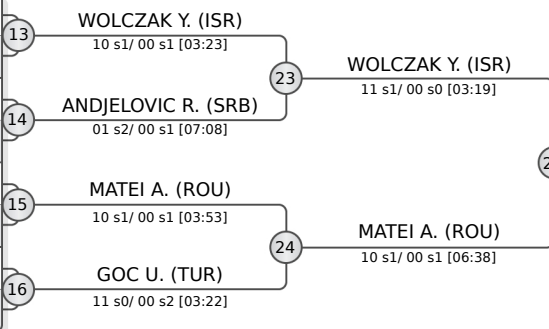 WOLCZAK Y. (ISR)
13
10 s1/ 00 s1 [03:23]
23
WOLCZAK Y. (ISR)
11 s1/ 00 s0 [03:19]
ANDJELOVIC R. (SRB)
14
01 s2/ 00 s1 [07:08]
MATEI A. (ROU)
15
10 s1/ 00 s1 [03:53]
24
MATEI A. (ROU)
10 s1/ 00 s1 [06:38]
GOC U. (TUR)
16
11 s0/ 00 s2 [03:22]